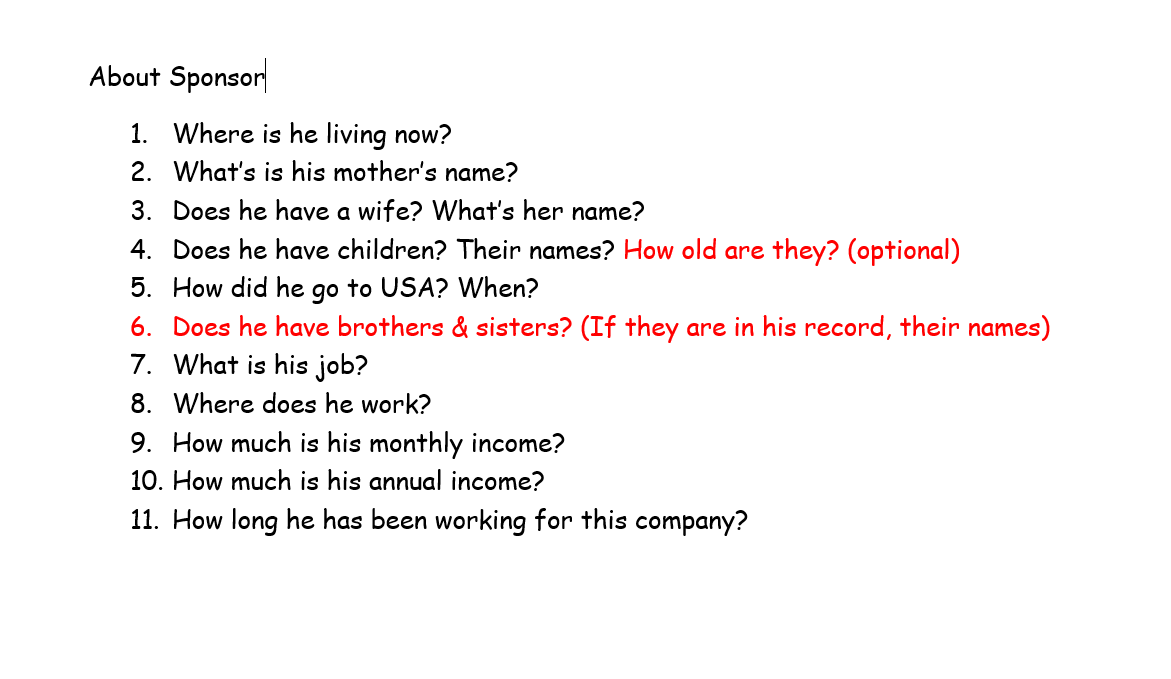 About Sponsor
1. Where is he living now?
2. What's is his mother's name?
3. Does he have a wife? What's her name?
4. Does he have children? Their names? How old are they? (optional)
5. How did he go to USA? When?
6. Does he have brothers & sisters? (If they are in his record, their names)
7. What is his job?
8. Where does he work?
9. How much is his monthly income?
10. How much is his annual income?
11. How long he has been working for this company?